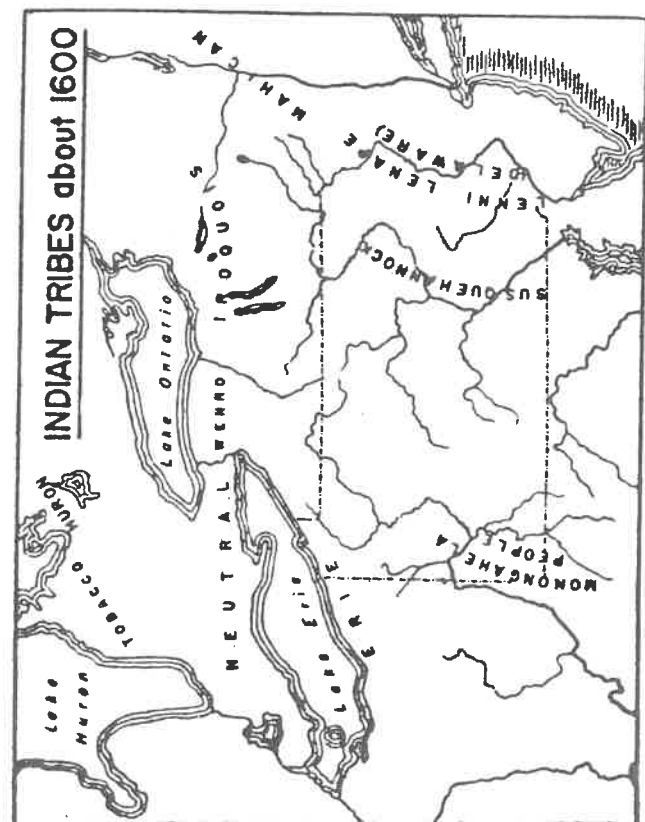 INDIAN TRIBES about 1600
Lake
Huron
TOBACCO
HURON
Lake Ontario
NEUTRAL
WENRO
IROQUOIS
MAHICAN
Lake Erie
ERIE
LENNI LENAPE
(DELAWARE)
SUSQUEHANNOCK
MONONGAHELA
PEOPLE